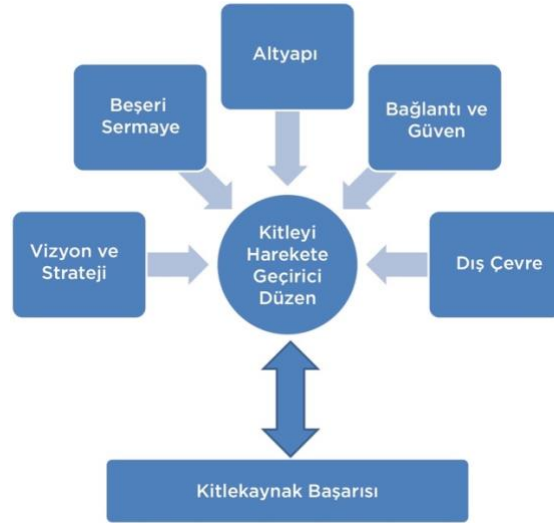 Altyapı
Beşeri
Sermaye
Bağlantı ve
Güven
Vizyon ve
Strateji
Kitleyi
Harekete
Geçirici
Düzen
Dış Çevre
Kitlekaynak Başarısı